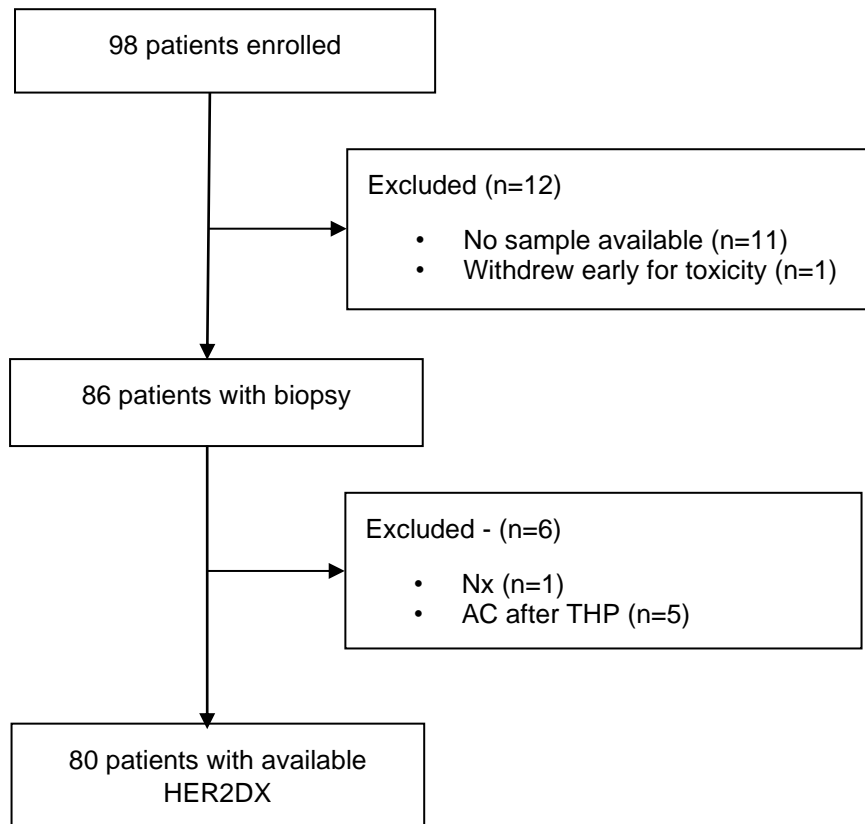 98 patients enrolled
Excluded (n=12)
• No sample available (n=11)
• Withdrew early for toxicity (n=1)
86 patients with biopsy
Excluded - (n=6)
• Nx (n=1)
• AC after THP (n=5)
80 patients with available
HER2DX